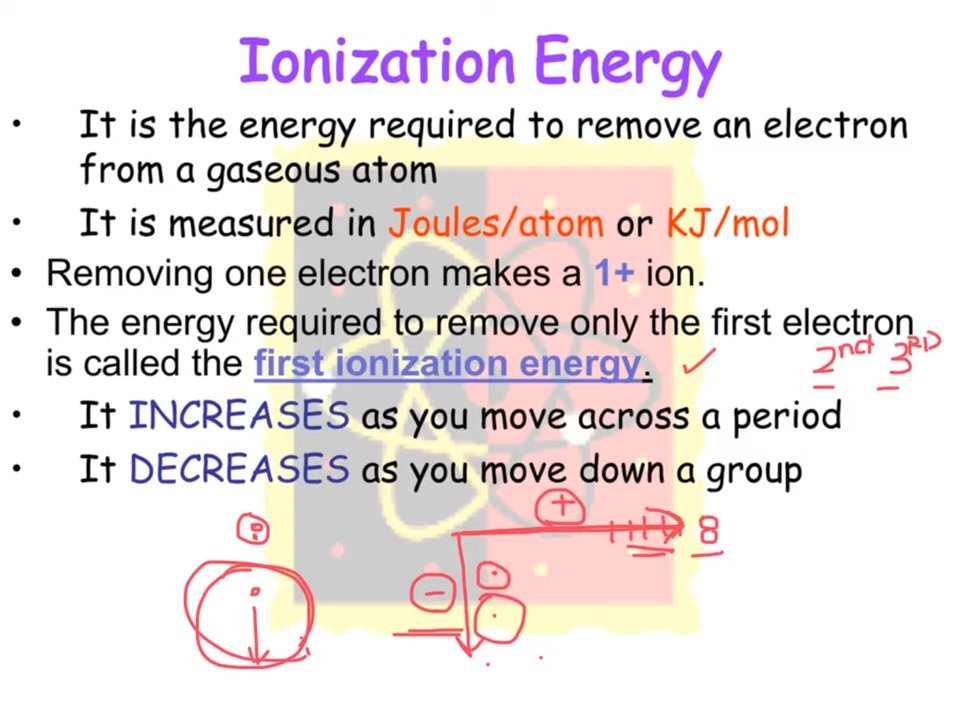 Ionization Energy
• It is the energy required to remove an electron
from a gaseous atom
• It is measured in Joules/atom or KJ/mol
• Removing one electron makes a 1+ ion.
• The energy required to remove only the first electron
is called the first ionization energy. ✓ 2nd 3RD
• It INCREASES as you move across a period
• It DECREASES as you move down a group
+
8
−